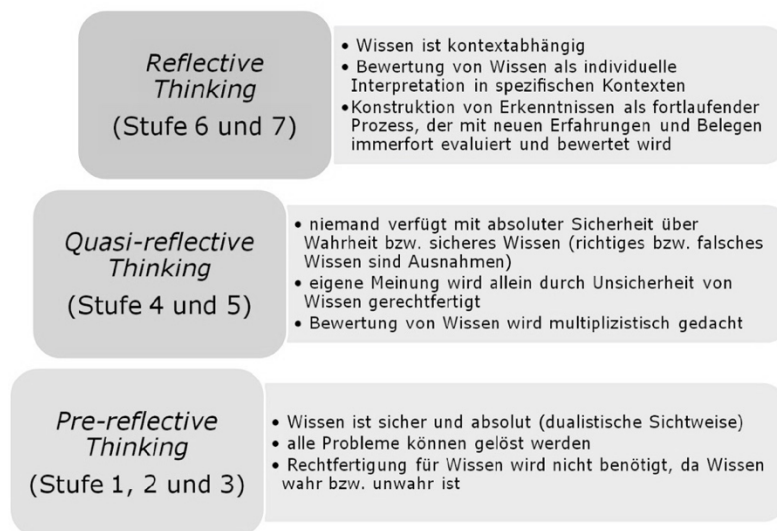 Reflective
Thinking
(Stufe 6 und 7)
• Wissen ist kontextabhängig
• Bewertung von Wissen als individuelle
Interpretation in spezifischen Kontexten
• Konstruktion von Erkenntnissen als fortlaufender
Prozess, der mit neuen Erfahrungen und Belegen
immerfort evaluiert und bewertet wird
Quasi-reflective
Thinking
(Stufe 4 und 5)
• niemand verfügt mit absoluter Sicherheit über
Wahrheit bzw. sicheres Wissen (richtiges bzw. falsches
Wissen sind Ausnahmen)
• eigene Meinung wird allein durch Unsicherheit von
Wissen gerechtfertigt
• Bewertung von Wissen wird multiplizistisch gedacht
Pre-reflective
Thinking
(Stufe 1, 2 und 3)
• Wissen ist sicher und absolut (dualistische Sichtweise)
• alle Probleme können gelöst werden
• Rechtfertigung für Wissen wird nicht benötigt, da Wissen
wahr bzw. unwahr ist